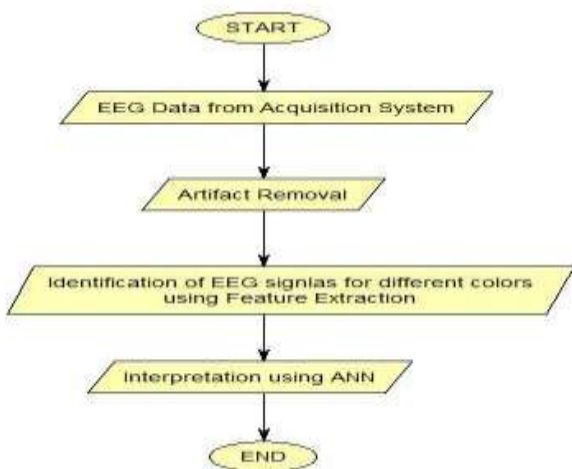 START
EEG Data from Acquisition System
Artifact Removal
Identification of EEG signlas for different colors
using Feature Extraction
Interpretation using ANN
END